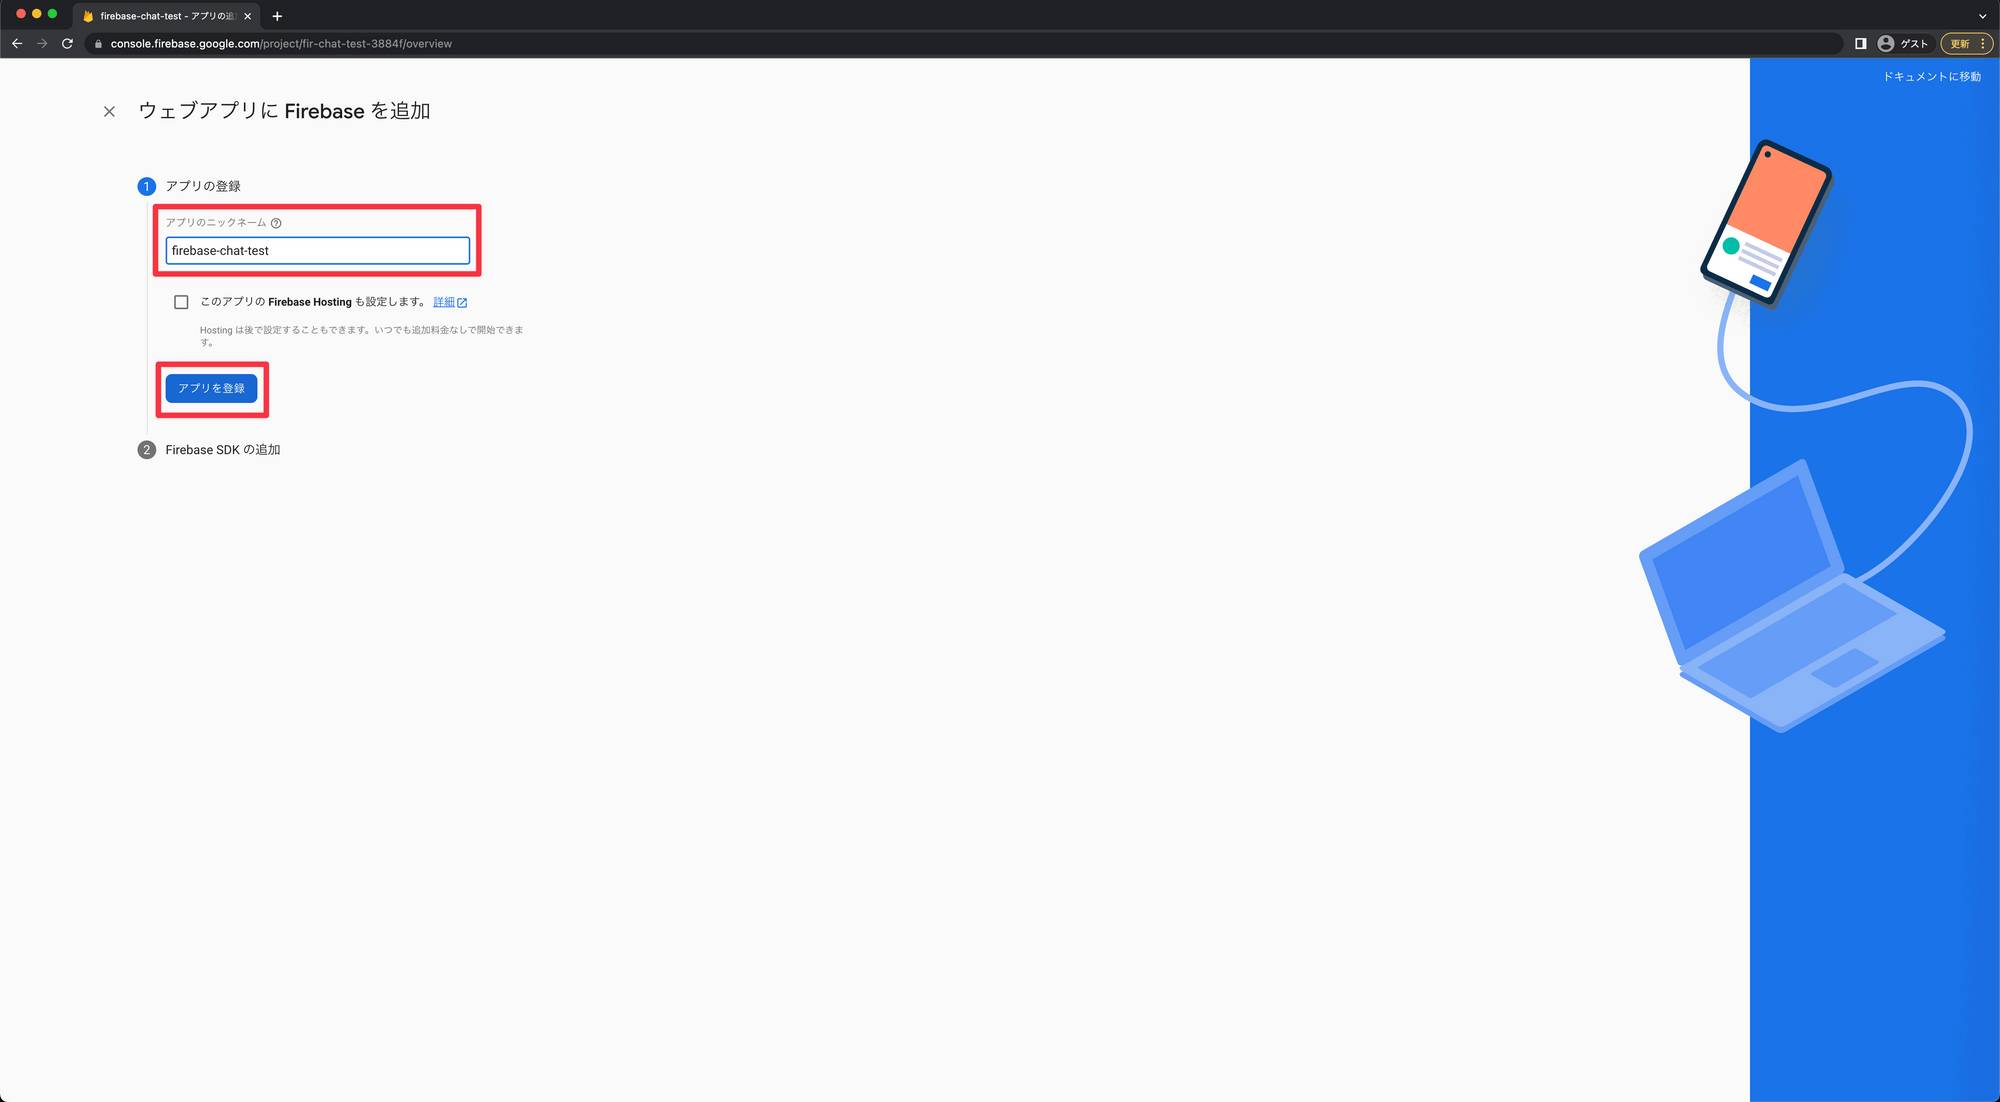 firebase-chat-test - アプリの追
console.firebase.google.com/project/fir-chat-test-3884f/overview
ゲスト
更新
ドキュメントに移動
ウェブアプリに Firebase を追加
1 アプリの登録
アプリのニックネーム
firebase-chat-test
このアプリの Firebase Hosting も設定します。 詳細
Hosting は後で設定することもできます。いつでも追加料金なしで開始できま
す。
アプリを登録
2 Firebase SDK の追加